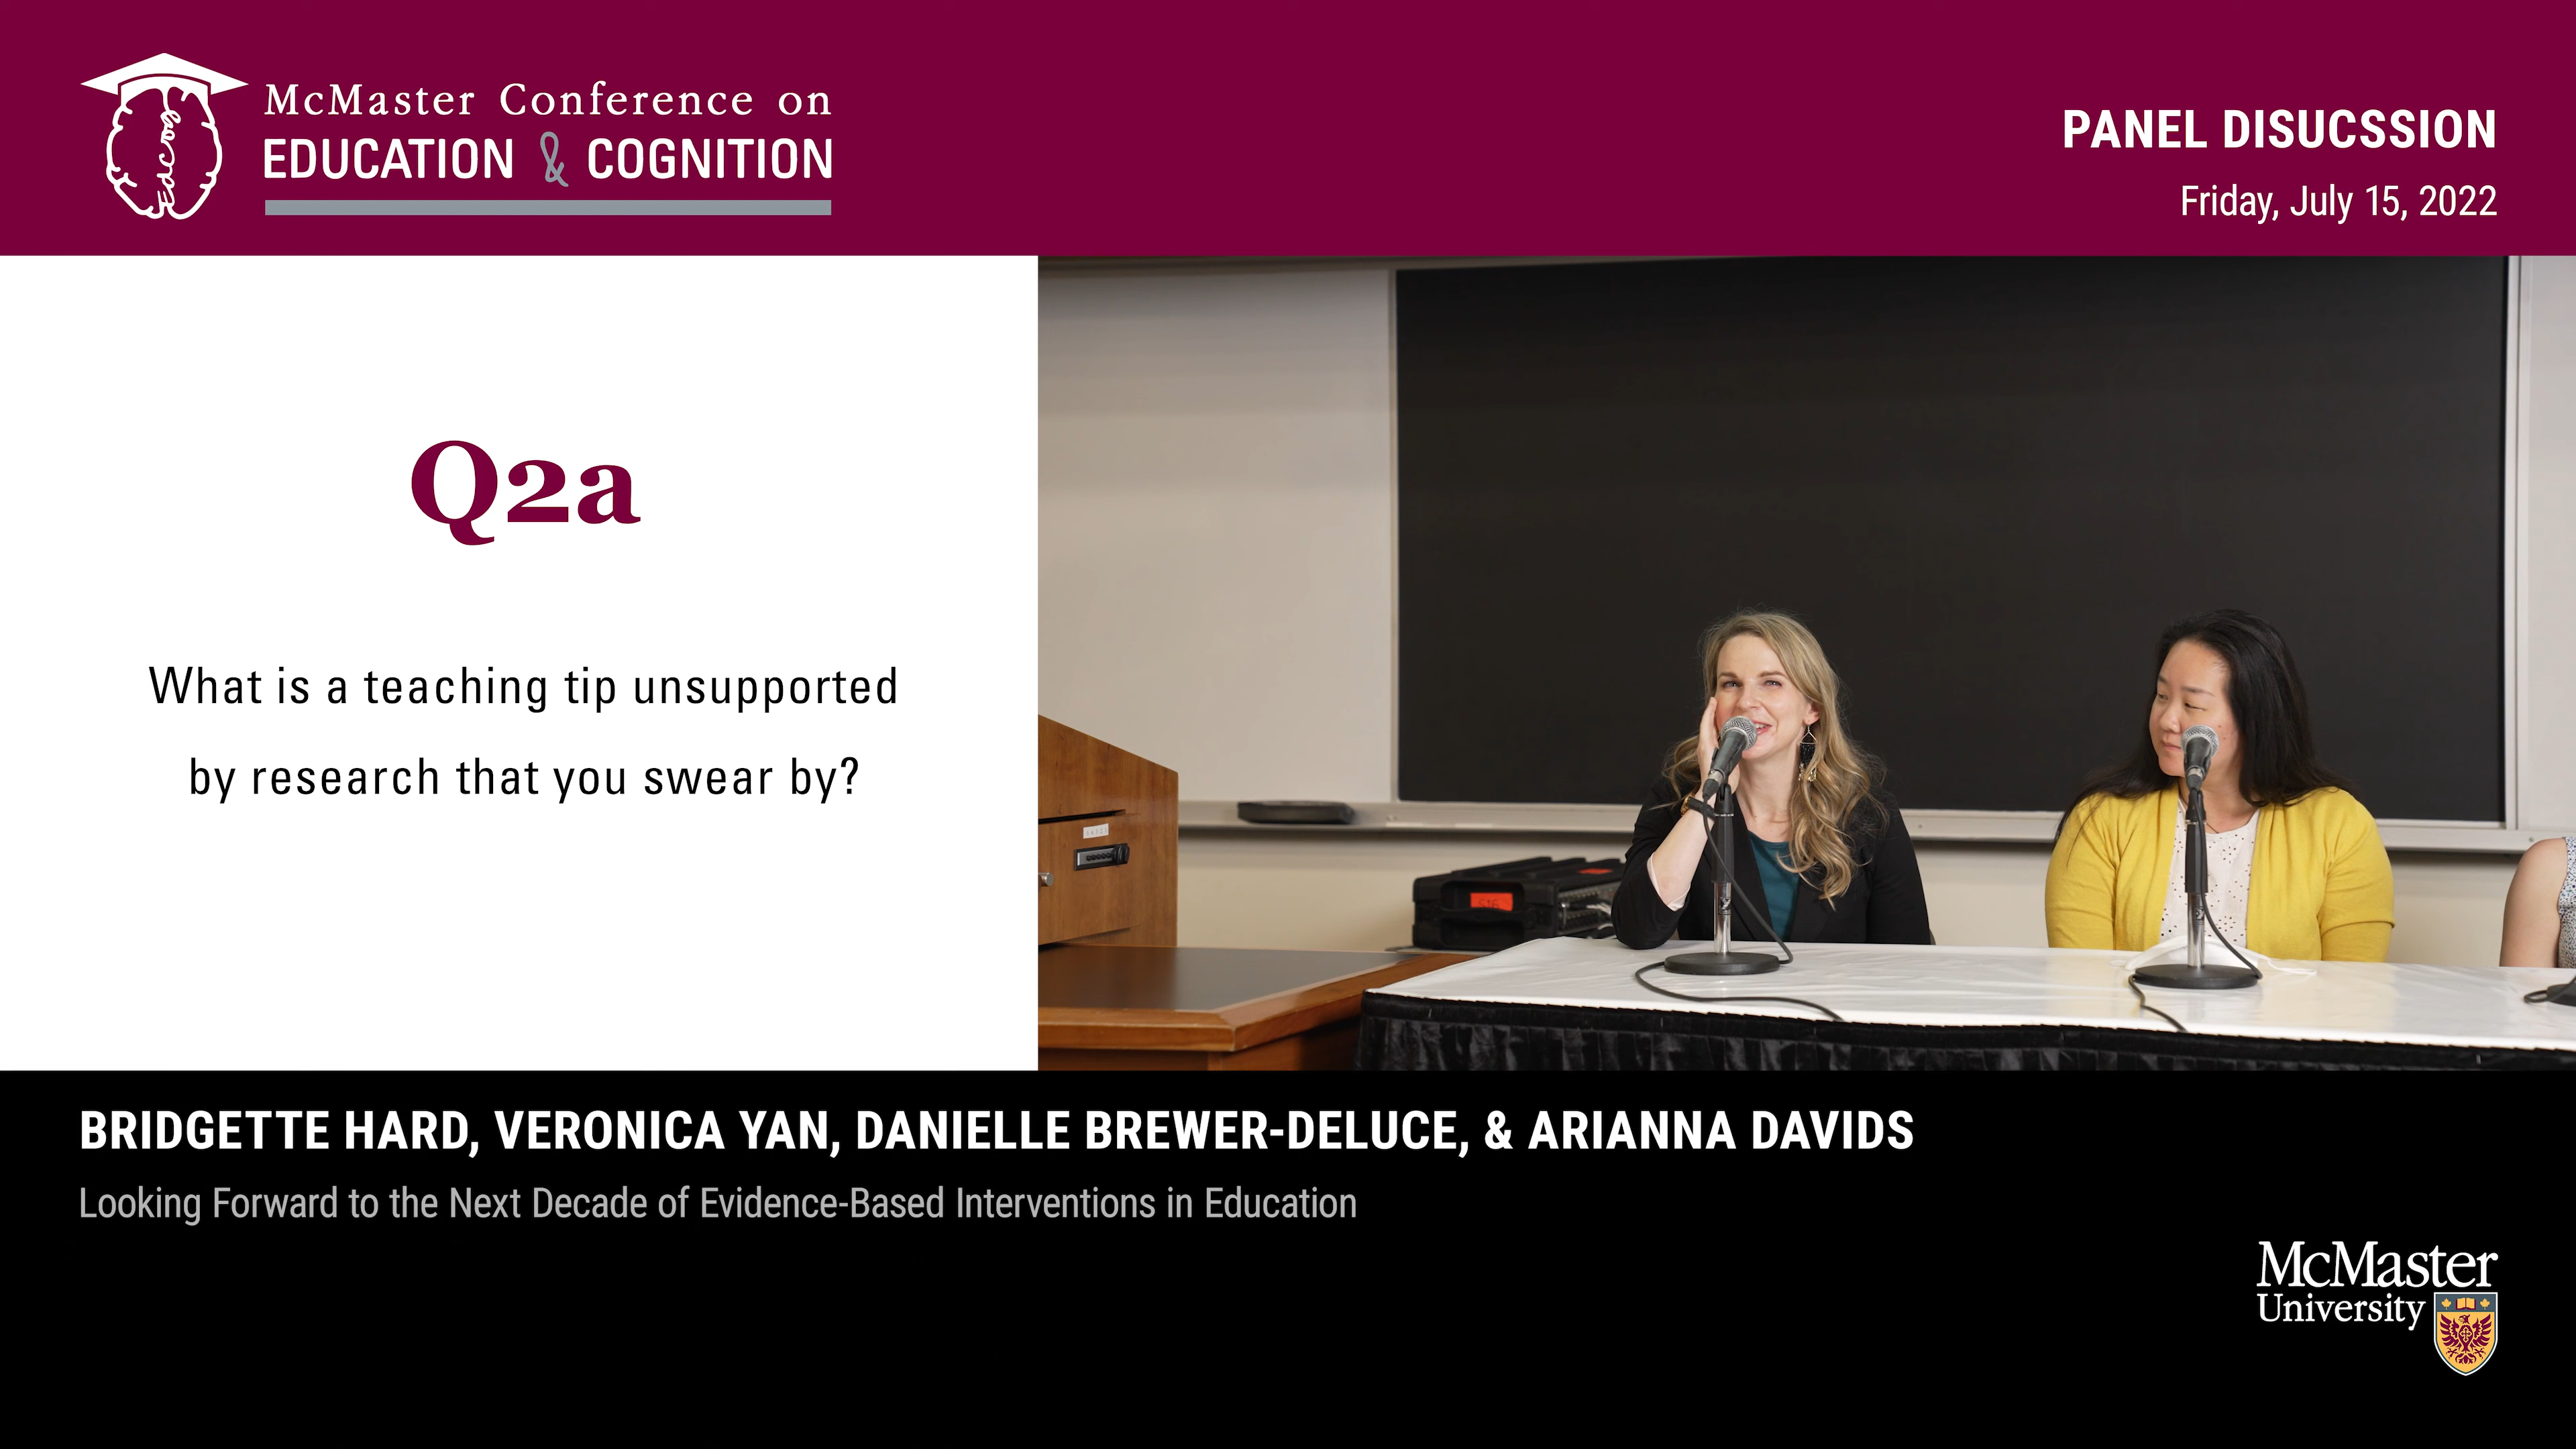 McMaster Conference on
EDUCATION & COGNITION
EdCog
PANEL DISUCSSION
Friday, July 15, 2022
Q2a
What is a teaching tip unsupported
by research that you swear by?
BRIDGETTE HARD, VERONICA YAN, DANIELLE BREWER-DELUCE, & ARIANNA DAVIDS
Looking Forward to the Next Decade of Evidence-Based Interventions in Education
McMaster
University